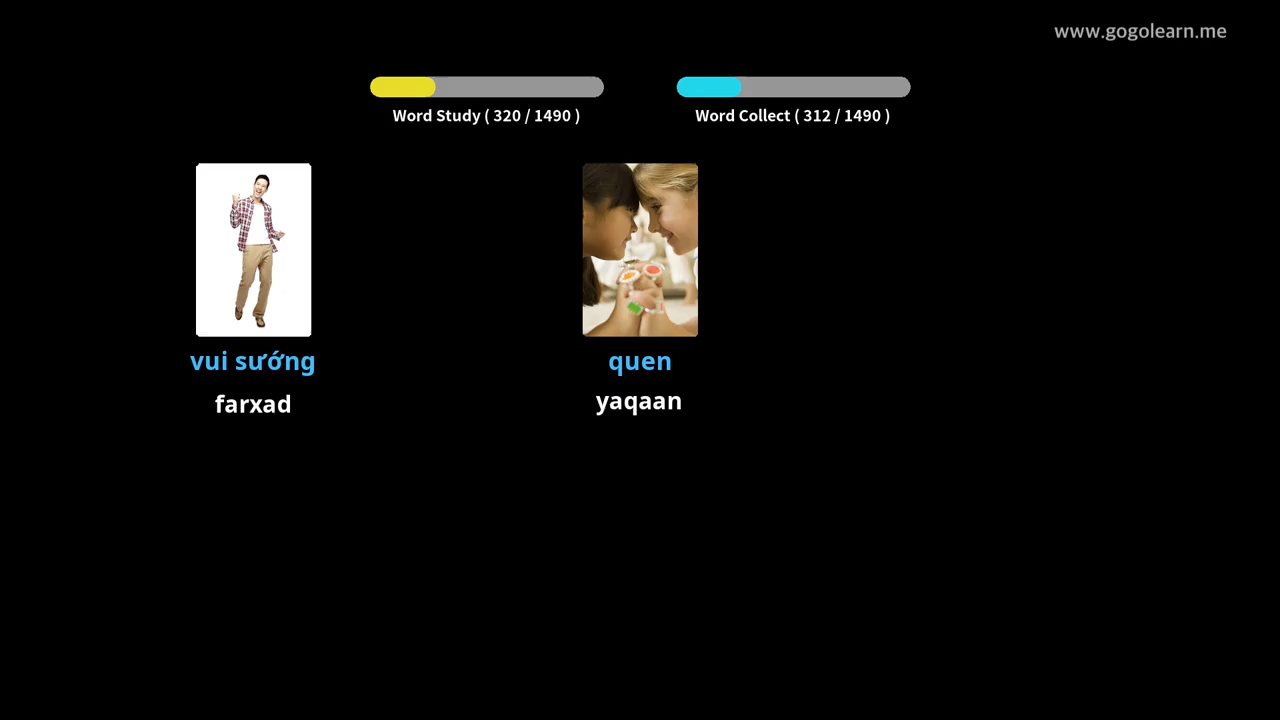 www.gogolearn.me
Word Study ( 320 / 1490 )
Word Collect ( 312 / 1490 )
vui sướng
quen
farxad
yaqaan